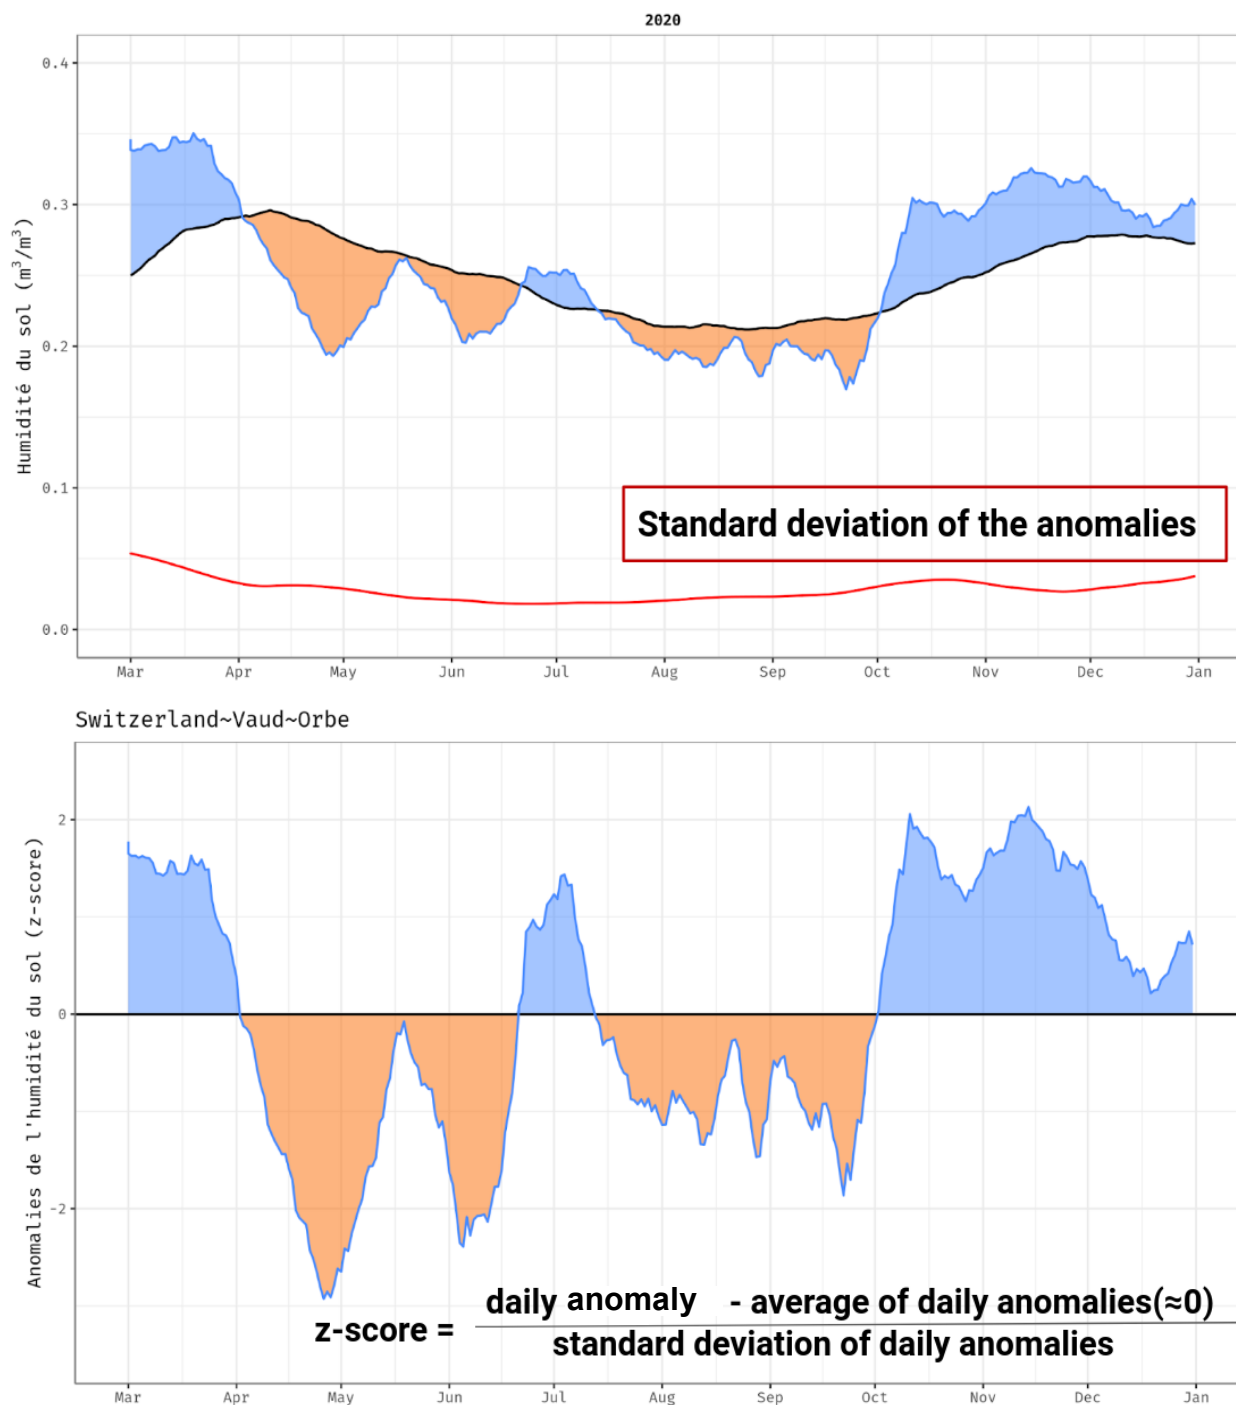 2020
Humidité du sol (m³/m³)
0.4
0.3
0.2
0.1
0.0
Standard deviation of the anomalies
Mar Apr May Jun Jul Aug Sep Oct Nov Dec Jan
Switzerland~Vaud~Orbe
Anomalies de l'humidité du sol (z-score)
2
0
-2
z-score =
daily anomaly - average of daily anomalies(≈0)
standard deviation of daily anomalies
Mar Apr May Jun Jul Aug Sep Oct Nov Dec Jan